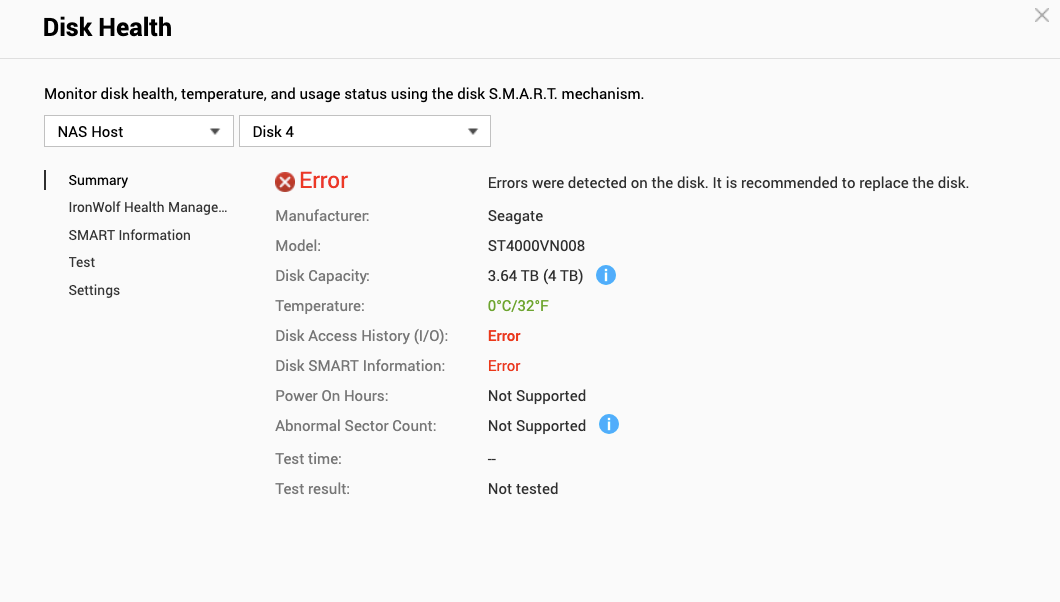 Disk Health
Monitor disk health, temperature, and usage status using the disk S.M.A.R.T. mechanism.
NAS Host
Disk 4
Summary
IronWolf Health Manage...
SMART Information
Test
Settings
Error
Errors were detected on the disk. It is recommended to replace the disk.
Manufacturer: Seagate
Model: ST4000VN008
Disk Capacity: 3.64 TB (4 TB)
Temperature: 0°C/32°F
Disk Access History (I/O): Error
Disk SMART Information: Error
Power On Hours: Not Supported
Abnormal Sector Count: Not Supported
Test time: --
Test result: Not tested